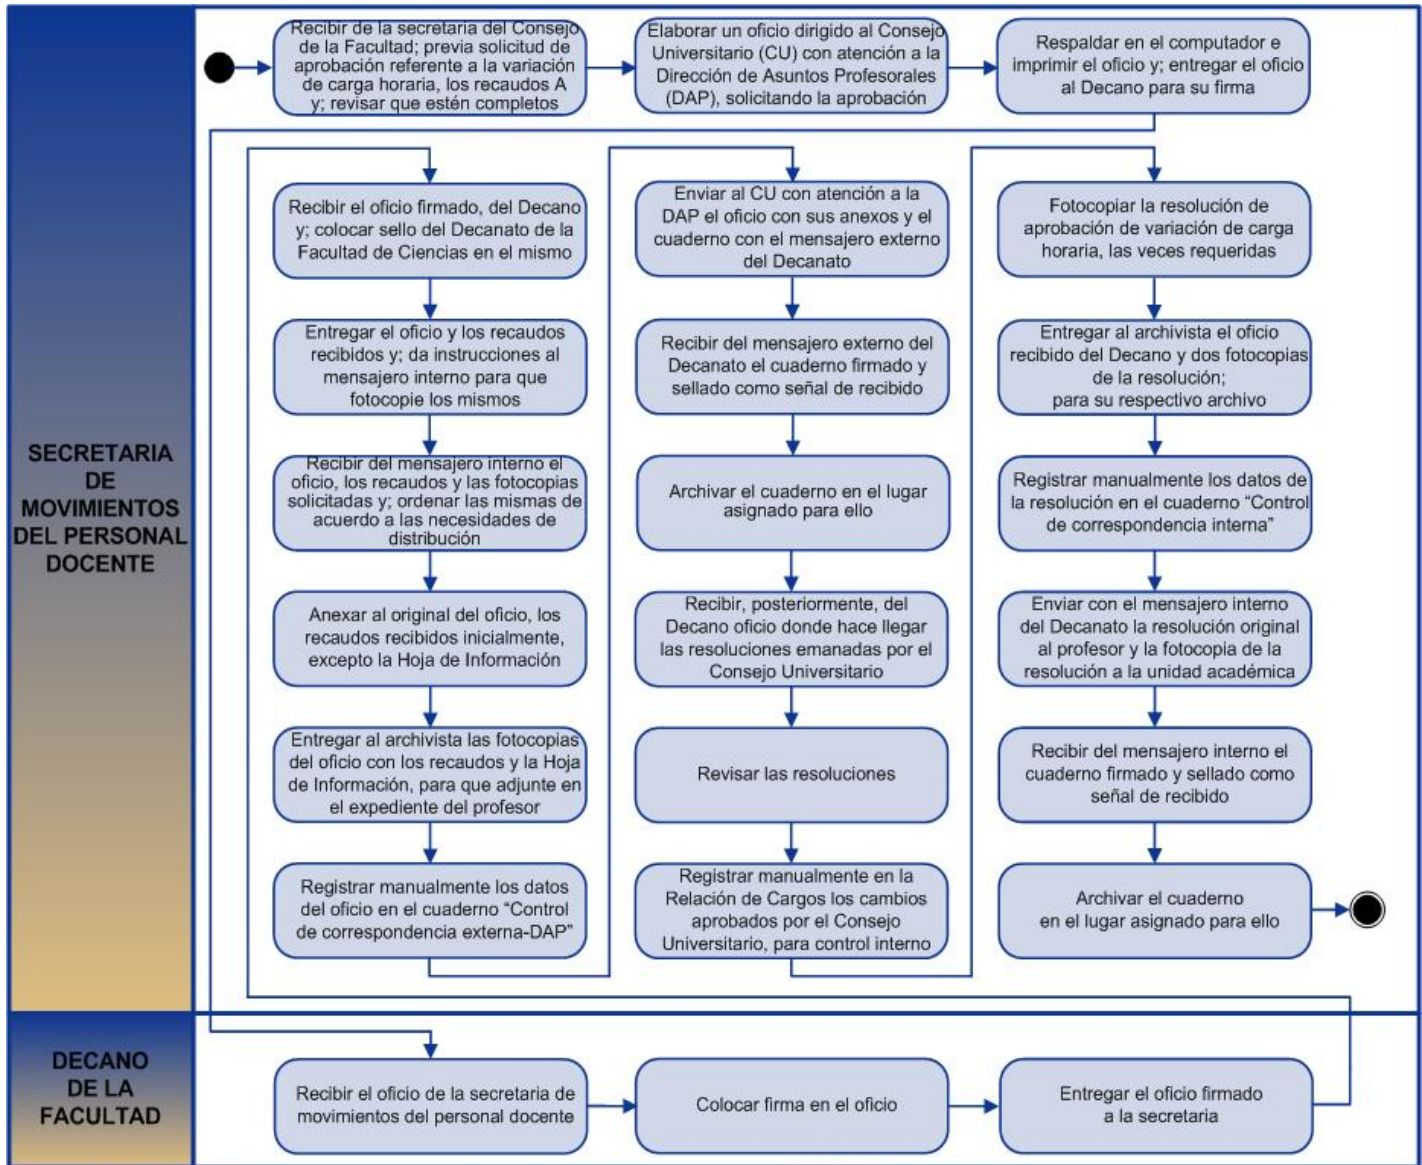 SECRETARIA
DE
MOVIMIENTOS
DEL PERSONAL
DOCENTE
Recibir de la secretaria del Consejo
de la Facultad; previa solicitud de
aprobación referente a la variación
de carga horaria, los recaudos A
y; revisar que estén completos
Elaborar un oficio dirigido al Consejo
Universitario (CU) con atención a la
Dirección de Asuntos Profesorales
(DAP), solicitando la aprobación
Respaldar en el computador e
imprimir el oficio y; entregar el oficio
al Decano para su firma
Recibir el oficio firmado, del Decano
y; colocar sello del Decanato de la
Facultad de Ciencias en el mismo
Entregar el oficio y los recaudos
recibidos y; da instrucciones al
mensajero interno para que
fotocopie los mismos
Recibir del mensajero interno el
oficio, los recaudos y las fotocopias
solicitadas y; ordenar las mismas de
acuerdo a las necesidades de
distribución
Anexar al original del oficio, los
recaudos recibidos inicialmente,
excepto la Hoja de Información
Entregar al archivista las fotocopias
del oficio con los recaudos y la Hoja
de Información, para que adjunte en
el expediente del profesor
Registrar manualmente los datos
del oficio en el cuaderno “Control
de correspondencia externa-DAP”
Enviar al CU con atención a la
DAP el oficio con sus anexos y el
cuaderno con el mensajero externo
del Decanato
Recibir del mensajero externo del
Decanato el cuaderno firmado y
sellado como señal de recibido
Archivar el cuaderno en el lugar
asignado para ello
Recibir, posteriormente, del
Decano oficio donde hace llegar
las resoluciones emanadas por el
Consejo Universitario
Revisar las resoluciones
Registrar manualmente en la
Relación de Cargos los cambios
aprobados por el Consejo
Universitario, para control interno
Fotocopiar la resolución de
aprobación de variación de carga
horaria, las veces requeridas
Entregar al archivista el oficio
recibido del Decano y dos fotocopias
de la resolución;
para su respectivo archivo
Registrar manualmente los datos de
la resolución en el cuaderno “Control
de correspondencia interna”
Enviar con el mensajero interno
del Decanato la resolución original
al profesor y la fotocopia de la
resolución a la unidad académica
Recibir del mensajero interno el
cuaderno firmado y sellado como
señal de recibido
Archivar el cuaderno
en el lugar asignado para ello
DECANO
DE LA
FACULTAD
Recibir el oficio de la secretaria de
movimientos del personal docente
Colocar firma en el oficio
Entregar el oficio firmado
a la secretaria